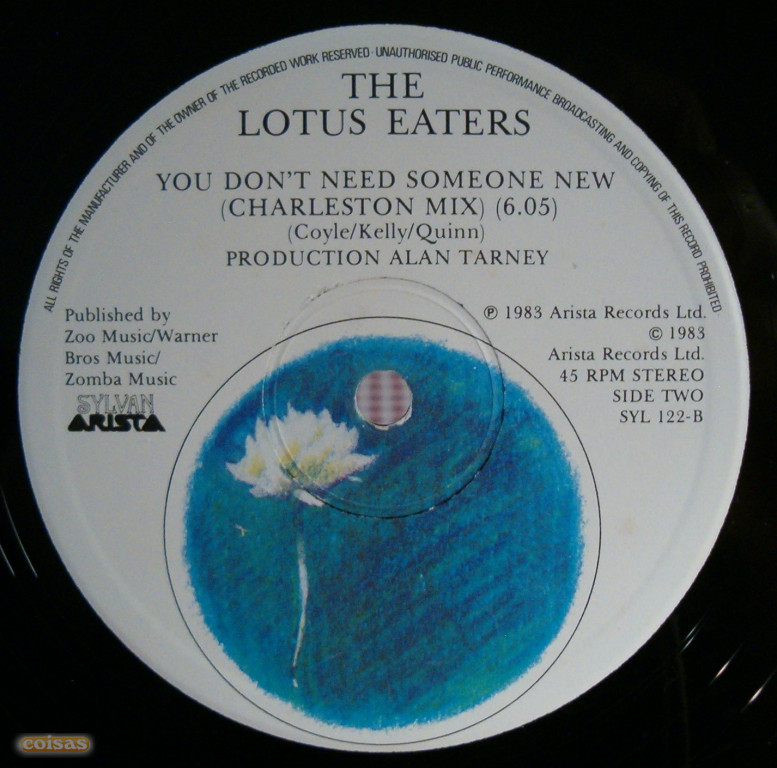 ALL RIGHTS OF THE MANUFACTURER AND OF THE OWNER OF THE RECORDED WORK RESERVED · UNAUTHORISED PUBLIC PERFORMANCE BROADCASTING AND COPYING OF THIS RECORD PROHIBITED
THE
LOTUS EATERS
YOU DON'T NEED SOMEONE NEW
(CHARLESTON MIX) (6.05)
(Coyle/Kelly/Quinn)
PRODUCTION ALAN TARNEY
Published by
Zoo Music/Warner
Bros Music/
Zomba Music
SYLVAN
ARISTA
℗ 1983 Arista Records Ltd.
© 1983
Arista Records Ltd.
45 RPM STEREO
SIDE TWO
SYL 122-B
coisas